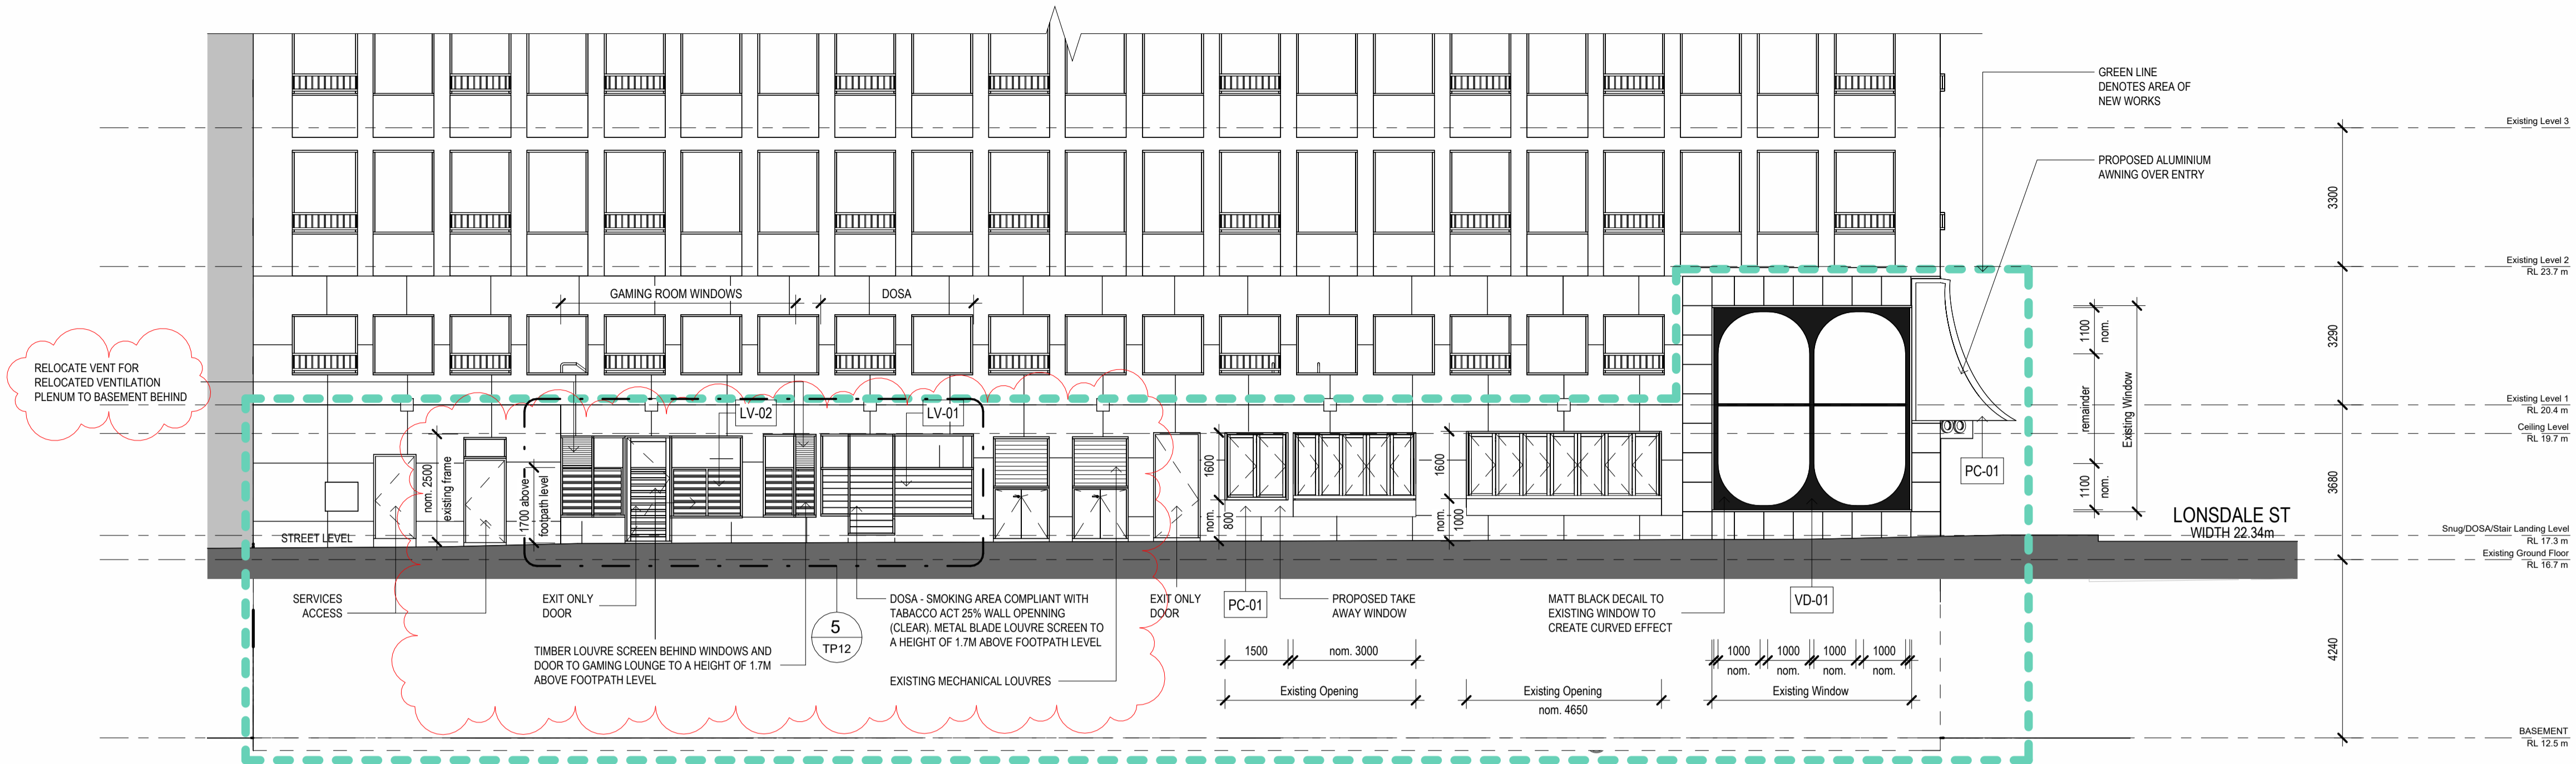 GREEN LINE
DENOTES AREA OF
NEW WORKS
Existing Level 3
PROPOSED ALUMINIUM
AWNING OVER ENTRY
3300
Existing Level 2
RL 23.7 m
GAMING ROOM WINDOWS
DOSA
1100
nom.
3290
RELOCATE VENT FOR
RELOCATED VENTILATION
PLENUM TO BASEMENT BEHIND
remainder
Existing Window
Existing Level 1
RL 20.4 m
LV-02
LV-01
Ceiling Level
RL 19.7 m
nom. 2500
existing frame
1700 above
footpath level
1600
1600
PC-01
1100
nom.
3680
nom.
800
nom.
1000
LONSDALE ST
WIDTH 22.34m
STREET LEVEL
Snug/DOSA/Stair Landing Level
RL 17.3 m
Existing Ground Floor
RL 16.7 m
SERVICES
ACCESS
EXIT ONLY
DOOR
5
TP12
DOSA - SMOKING AREA COMPLIANT WITH
TABACCO ACT 25% WALL OPENNING
(CLEAR). METAL BLADE LOUVRE SCREEN TO
A HEIGHT OF 1.7M ABOVE FOOTPATH LEVEL
EXIT ONLY
DOOR
PC-01
PROPOSED TAKE
AWAY WINDOW
MATT BLACK DECAIL TO
EXISTING WINDOW TO
CREATE CURVED EFFECT
VD-01
TIMBER LOUVRE SCREEN BEHIND WINDOWS AND
DOOR TO GAMING LOUNGE TO A HEIGHT OF 1.7M
ABOVE FOOTPATH LEVEL
EXISTING MECHANICAL LOUVRES
1500
nom. 3000
1000
nom.
1000
nom.
1000
nom.
1000
nom.
4240
Existing Opening
Existing Opening
nom. 4650
Existing Window
BASEMENT
RL 12.5 m